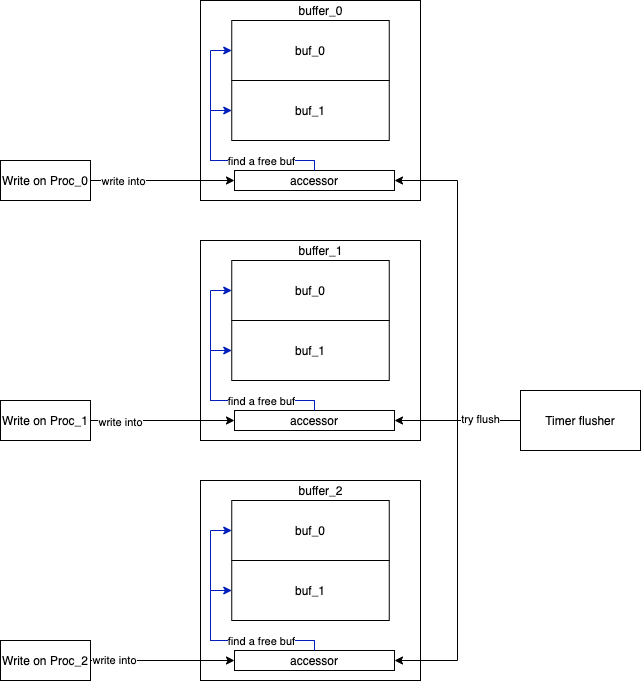 buffer_0
buf_0
buf_1
find a free buf
Write on Proc_0
write into
accessor
buffer_1
buf_0
buf_1
find a free buf
Write on Proc_1
write into
accessor
try flush
Timer flusher
buffer_2
buf_0
buf_1
find a free buf
Write on Proc_2
write into
accessor